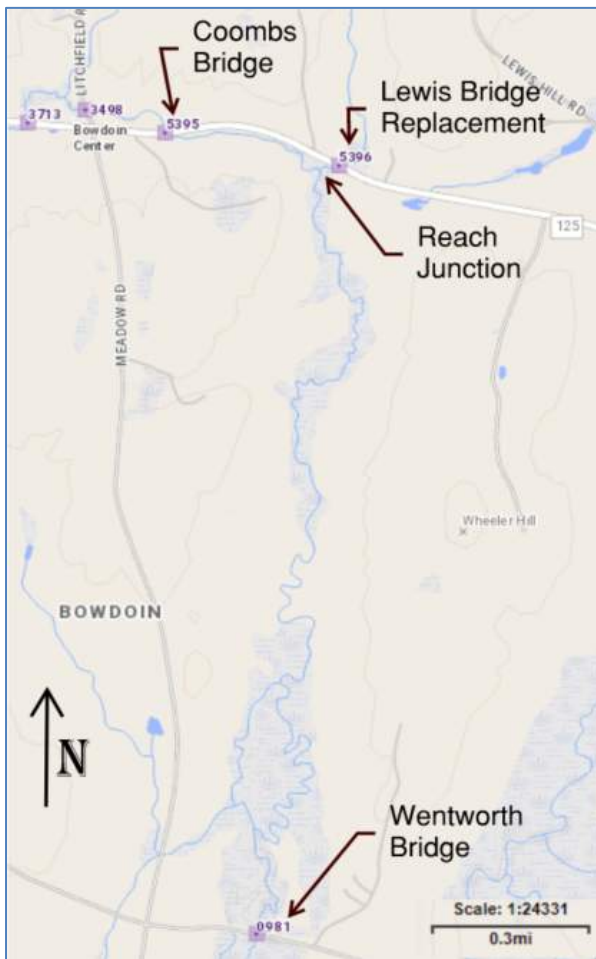 Coombs
Bridge
LITCHFIELD R
LEWIS HILL RD
3713
3498
5395
Bowdoin
Center
Lewis Bridge
Replacement
5396
Reach
Junction
125
MEADOW RD
Wheeler Hill
BOWDOIN
N
Wentworth
Bridge
0981
Scale: 1:24331
0.3mi